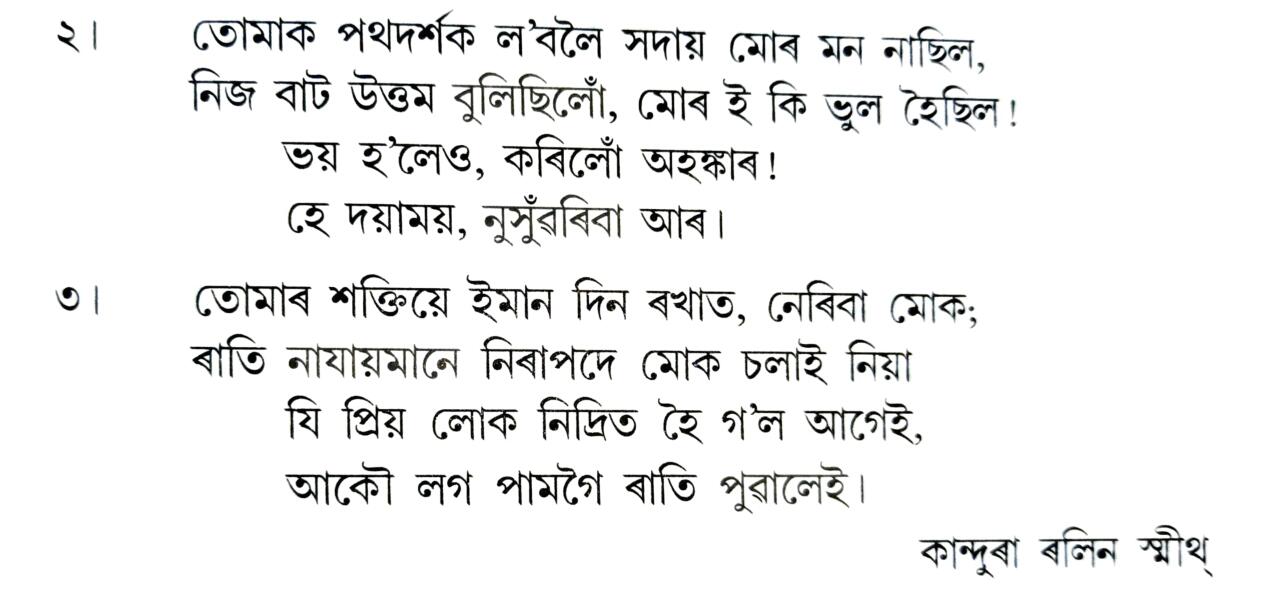 ২। তোমাক পথদৰ্শক ল'বলৈ সদায় মোৰ মন নাছিল,
নিজ বাট উত্তম বুলিছিলোঁ, মোৰ ই কি ভুল হৈছিল!
ভয় হ'লেও, কৰিলোঁ অহঙ্কাৰ!
হে দয়াময়, নুসুঁৱৰিবা আৰ।
৩। তোমাৰ শক্তিয়ে ইমান দিন ৰখাত, নেৰিবা মোক;
ৰাতি নাযায়মানে নিৰাপদে মোক চলাই নিয়া
যি প্ৰিয় লোক নিদ্ৰিত হৈ গ'ল আগেই,
আকৌ লগ পামগৈ ৰাতি পুৱালেই।
কান্দুৰা ৰলিন স্মীথ্